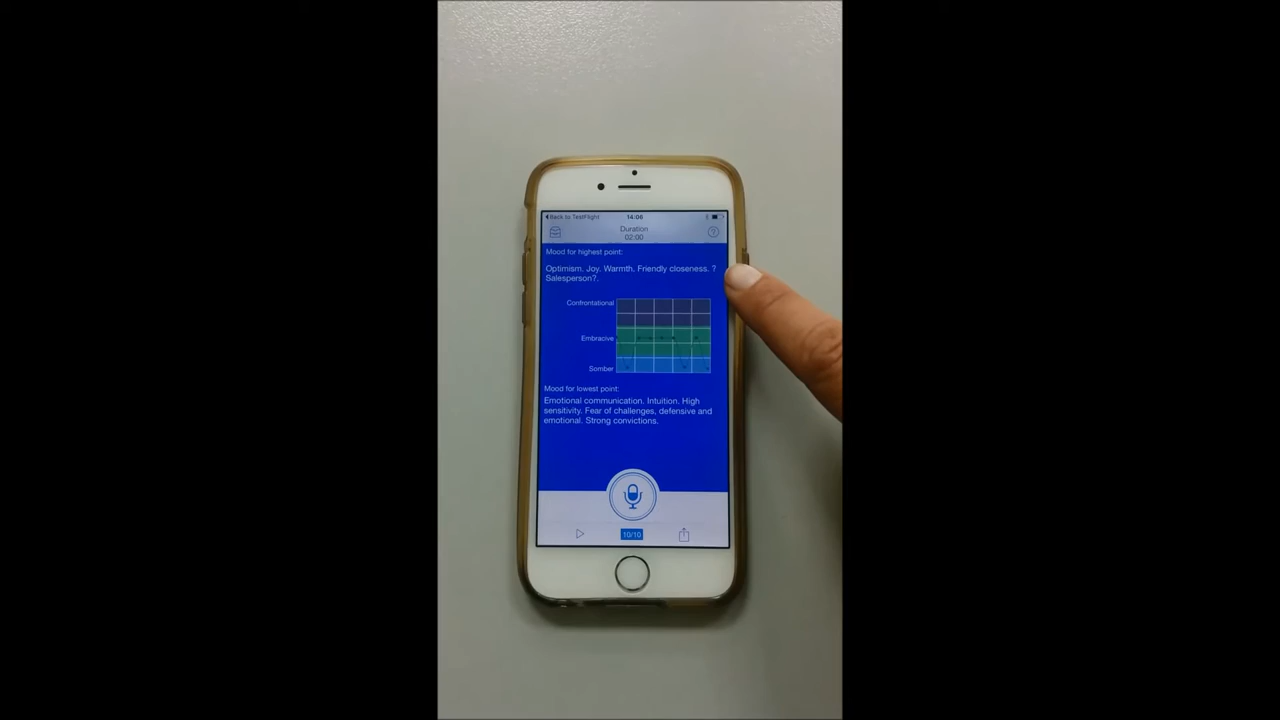 Back to TestFlight 14:06
Duration
02:00
?
Mood for highest point:
Optimism. Joy. Warmth. Friendly closeness. ?
Salesperson?.
Confrontational
Embracive
Somber
Mood for lowest point:
Emotional communication. Intuition. High
sensitivity. Fear of challenges, defensive and
emotional. Strong convictions.
10/10